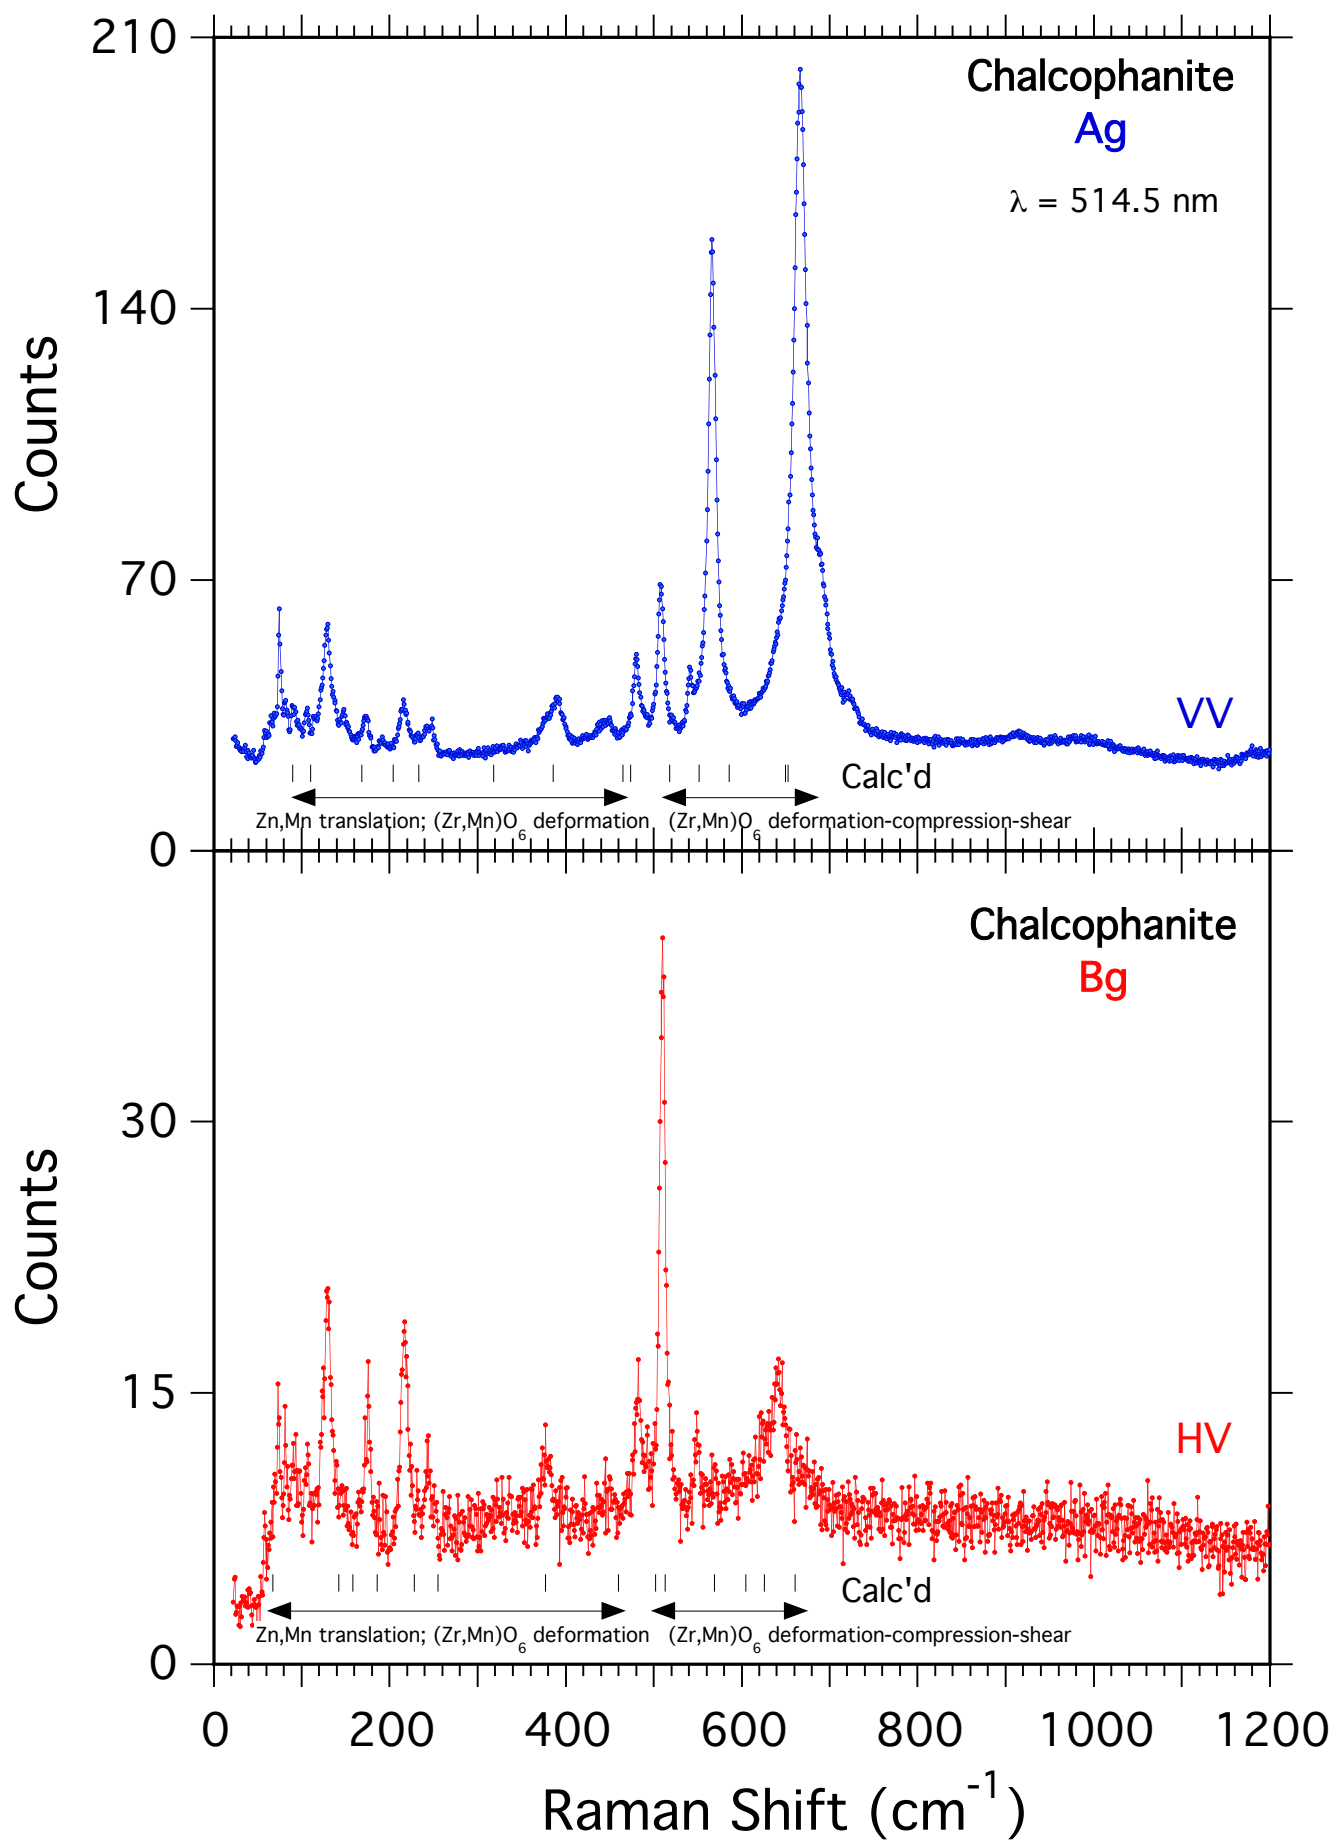 210
Chalcophanite
Ag
λ = 514.5 nm
140
Counts
70
VV
Calc'd
Zn,Mn translation; (Zr,Mn)O6 deformation (Zr,Mn)O6 deformation-compression-shear
0
Chalcophanite
Bg
30
Counts
15
HV
Calc'd
Zn,Mn translation; (Zr,Mn)O6 deformation (Zr,Mn)O6 deformation-compression-shear
0
0 200 400 600 800 1000 1200
Raman Shift (cm-1)